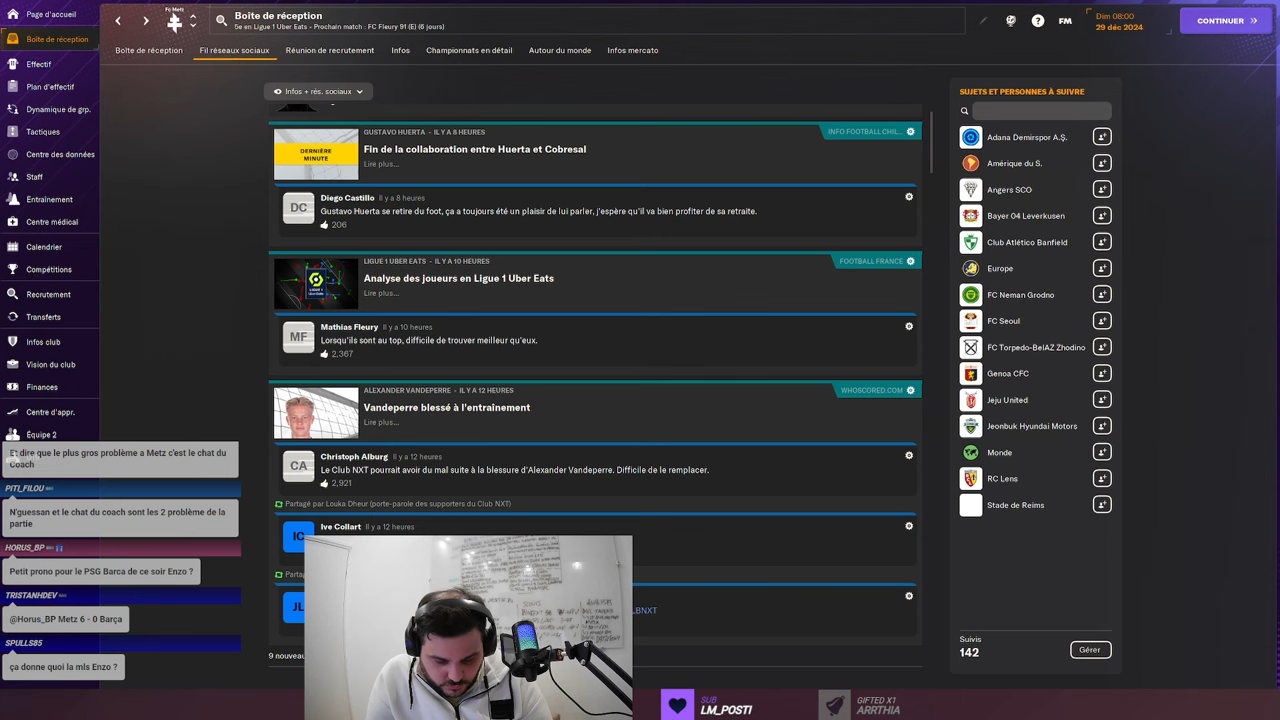 Page d'accueil
Boîte de réception
Effectif
Plan d'effectif
Dynamique de grp.
Tactiques
Centre des données
Staff
Entraînement
Centre médical
Calendrier
Compétitions
Recrutement
Transferts
Infos club
Vision du club
Finances
Centre d'appr.
Équipe 2
Fc Metz
Boîte de réception
5e en Ligne 1 Uber Eats - Prochain match : FC Fleury 91 (E) (6 jours)
FM
Dim 08:00
29 déc 2024
CONTINUER
Boîte de réception
Fil réseaux sociaux
Réunion de recrutement
Infos
Championnats en détail
Autour du monde
Infos mercato
Infos + rés. sociaux
DERNIÈRE
MINUTE
GUSTAVO HUERTA - IL Y A 8 HEURES
INFO FOOTBALL CHIL...
Fin de la collaboration entre Huerta et Cobresal
Lire plus...
DC
Diego Castillo Il y a 8 heures
Gustavo Huerta se retire du foot, ça a toujours été un plaisir de lui parler, j'espère qu'il va bien profiter de sa retraite.
206
LIGUE 1 UBER EATS - IL Y A 10 HEURES
FOOTBALL FRANCE
Analyse des joueurs en Ligue 1 Uber Eats
Lire plus...
MF
Mathias Fleury Il y a 10 heures
Lorsqu'ils sont au top, difficile de trouver meilleur qu'eux.
2,367
ALEXANDER VANDEPERRE - IL Y A 12 HEURES
WHOSCORED.COM
Vandeperre blessé à l'entraînement
Lire plus...
CA
Christoph Alburg Il y a 12 heures
Le Club NXT pourrait avoir du mal suite à la blessure d'Alexander Vandeperre. Difficile de le remplacer.
2,921
Partagé par Louka Dheur (porte-parole des supporters du Club NXT)
IC
Ive Collart Il y a 12 heures
Partag
JL
LBNXT
9 nouveau
SUJETS ET PERSONNES À SUIVRE
Adana Demirspor A.Ş.
Amérique du S.
Angers SCO
Bayer 04 Leverkusen
Club Atlético Banfield
Europe
FC Neman Grodno
FC Seoul
FC Torpedo-BelAZ Zhodino
Genoa CFC
Jeju United
Jeonbuk Hyundai Motors
Monde
RC Lens
Stade de Reims
Suivis
142
Gérer
Et dire que le plus gros problème a Metz c'est le chat du
Coach
PITI_FILOU
N'guessan et le chat du coach sont les 2 problème de la
partie
HORUS_BP
Petit prono pour le PSG Barca de ce soir Enzo ?
TRISTANHDEV
@Horus_BP Metz 6 - 0 Barça
SPULLS85
ça donne quoi la mls Enzo ?
SUB
LM_POSTI
GIFTED X1
ARRTHIA